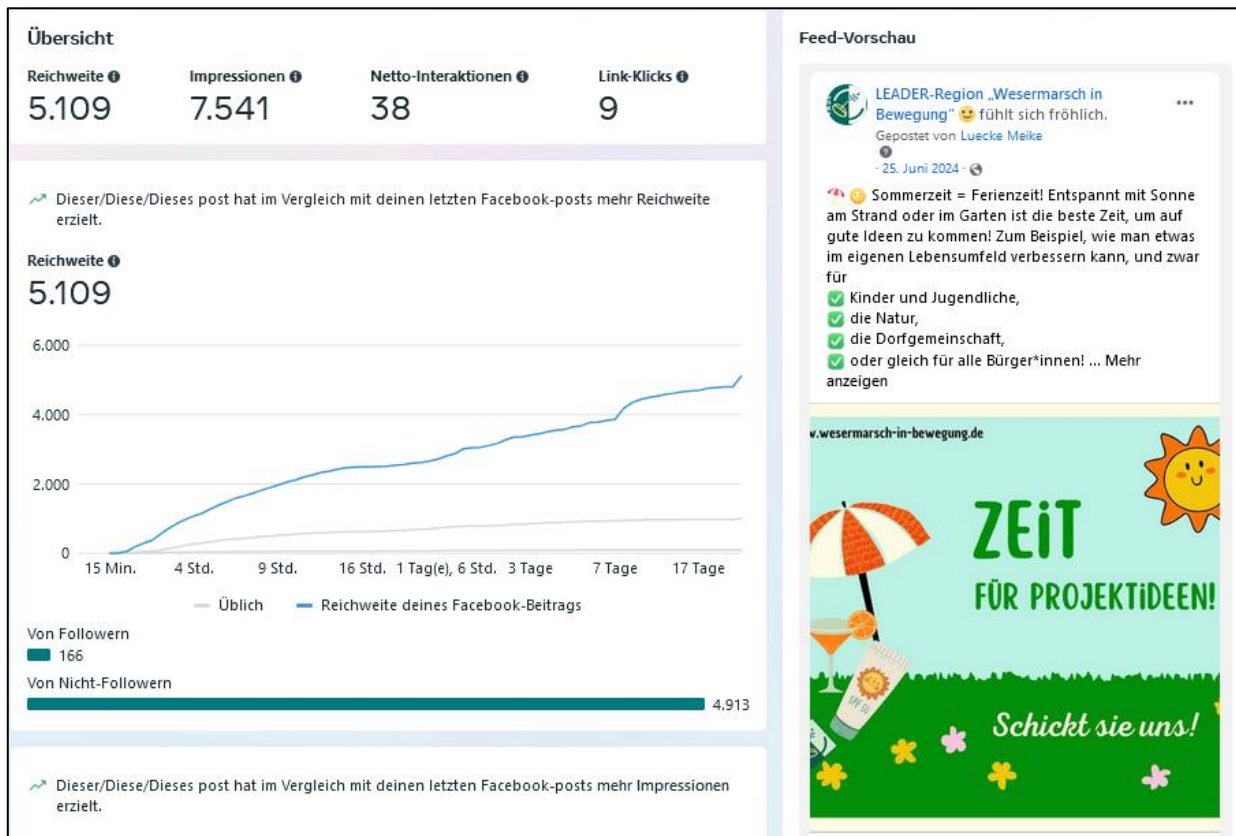 Übersicht
Reichweite
Impressionen
Netto-Interaktionen
Link-Klicks
5.109
7.541
38
9
Dieser/Diese/Dieses post hat im Vergleich mit deinen letzten Facebook-posts mehr Reichweite
erzielt.
Reichweite
5.109
6.000
4.000
2.000
0
15 Min.
4 Std.
9 Std.
16 Std.
1 Tag(e), 6 Std.
3 Tage
7 Tage
17 Tage
Üblich
Reichweite deines Facebook-Beitrags
Von Followern
166
Von Nicht-Followern
4.913
Dieser/Diese/Dieses post hat im Vergleich mit deinen letzten Facebook-posts mehr Impressionen
erzielt.
Feed-Vorschau
LEADER-Region „Wesermarsch in
Bewegung“ 😀 fühlt sich fröhlich.
Gepostet von Luecke Meike
· 25. Juni 2024 ·
⛱️ 🌞 Sommerzeit = Ferienzeit! Entspannt mit Sonne
am Strand oder im Garten ist die beste Zeit, um auf
gute Ideen zu kommen! Zum Beispiel, wie man etwas
im eigenen Lebensumfeld verbessern kann, und zwar
für
✅ Kinder und Jugendliche,
✅ die Natur,
✅ die Dorfgemeinschaft,
✅ oder gleich für alle Bürger*innen! ... Mehr
anzeigen
.wesermarsch-in-bewegung.de
ZEiT
FÜR PROJEKTiDEEN!
SPF 50
Schickt sie uns!